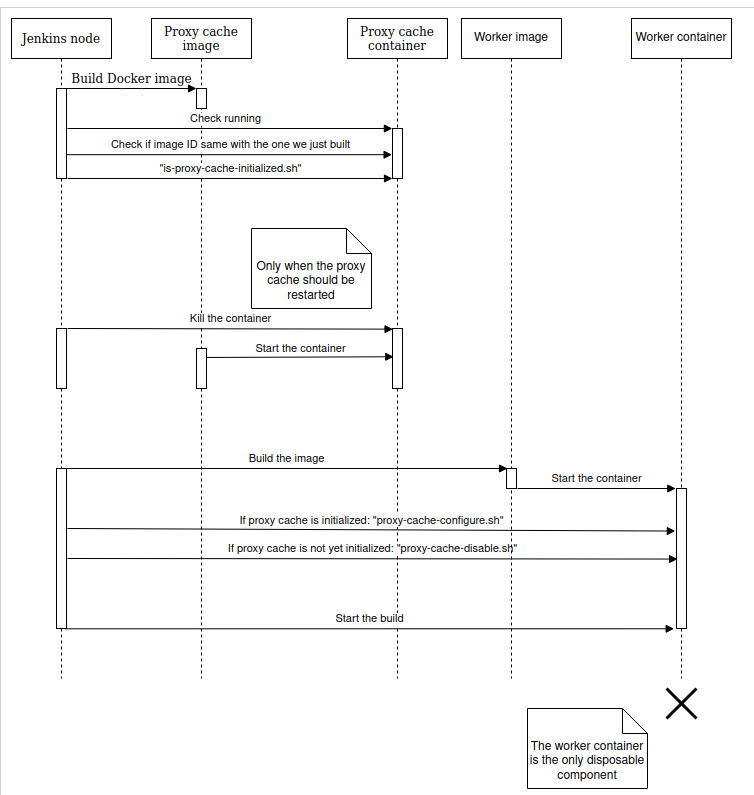 Jenkins node
Proxy cache
image
Proxy cache
container
Worker image
Worker container
Build Docker image
Check running
Check if image ID same with the one we just built
"is-proxy-cache-initialized.sh"
Only when the proxy
cache should be
restarted
Kill the container
Start the container
Build the image
Start the container
If proxy cache is initialized: "proxy-cache-configure.sh"
If proxy cache is not yet initialized: "proxy-cache-disable.sh"
Start the build
The worker container
is the only disposable
component